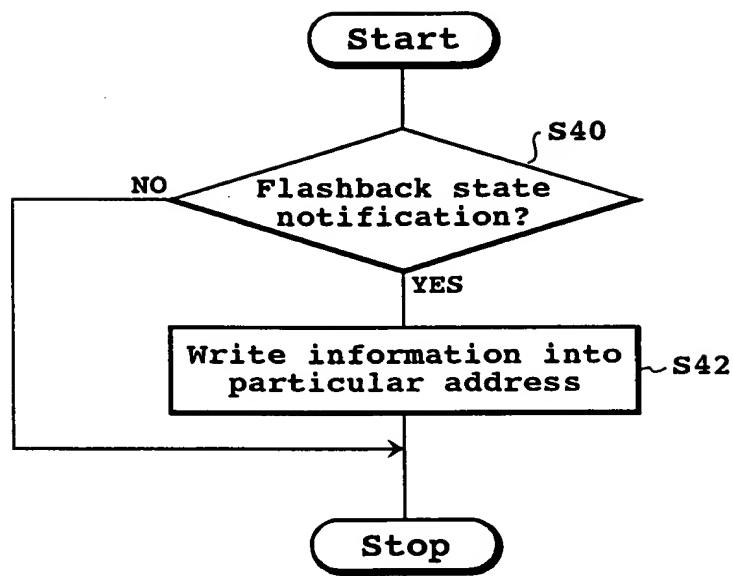 Start
S40
NO
Flashback state
notification?
YES
Write information into
particular address
S42
Stop